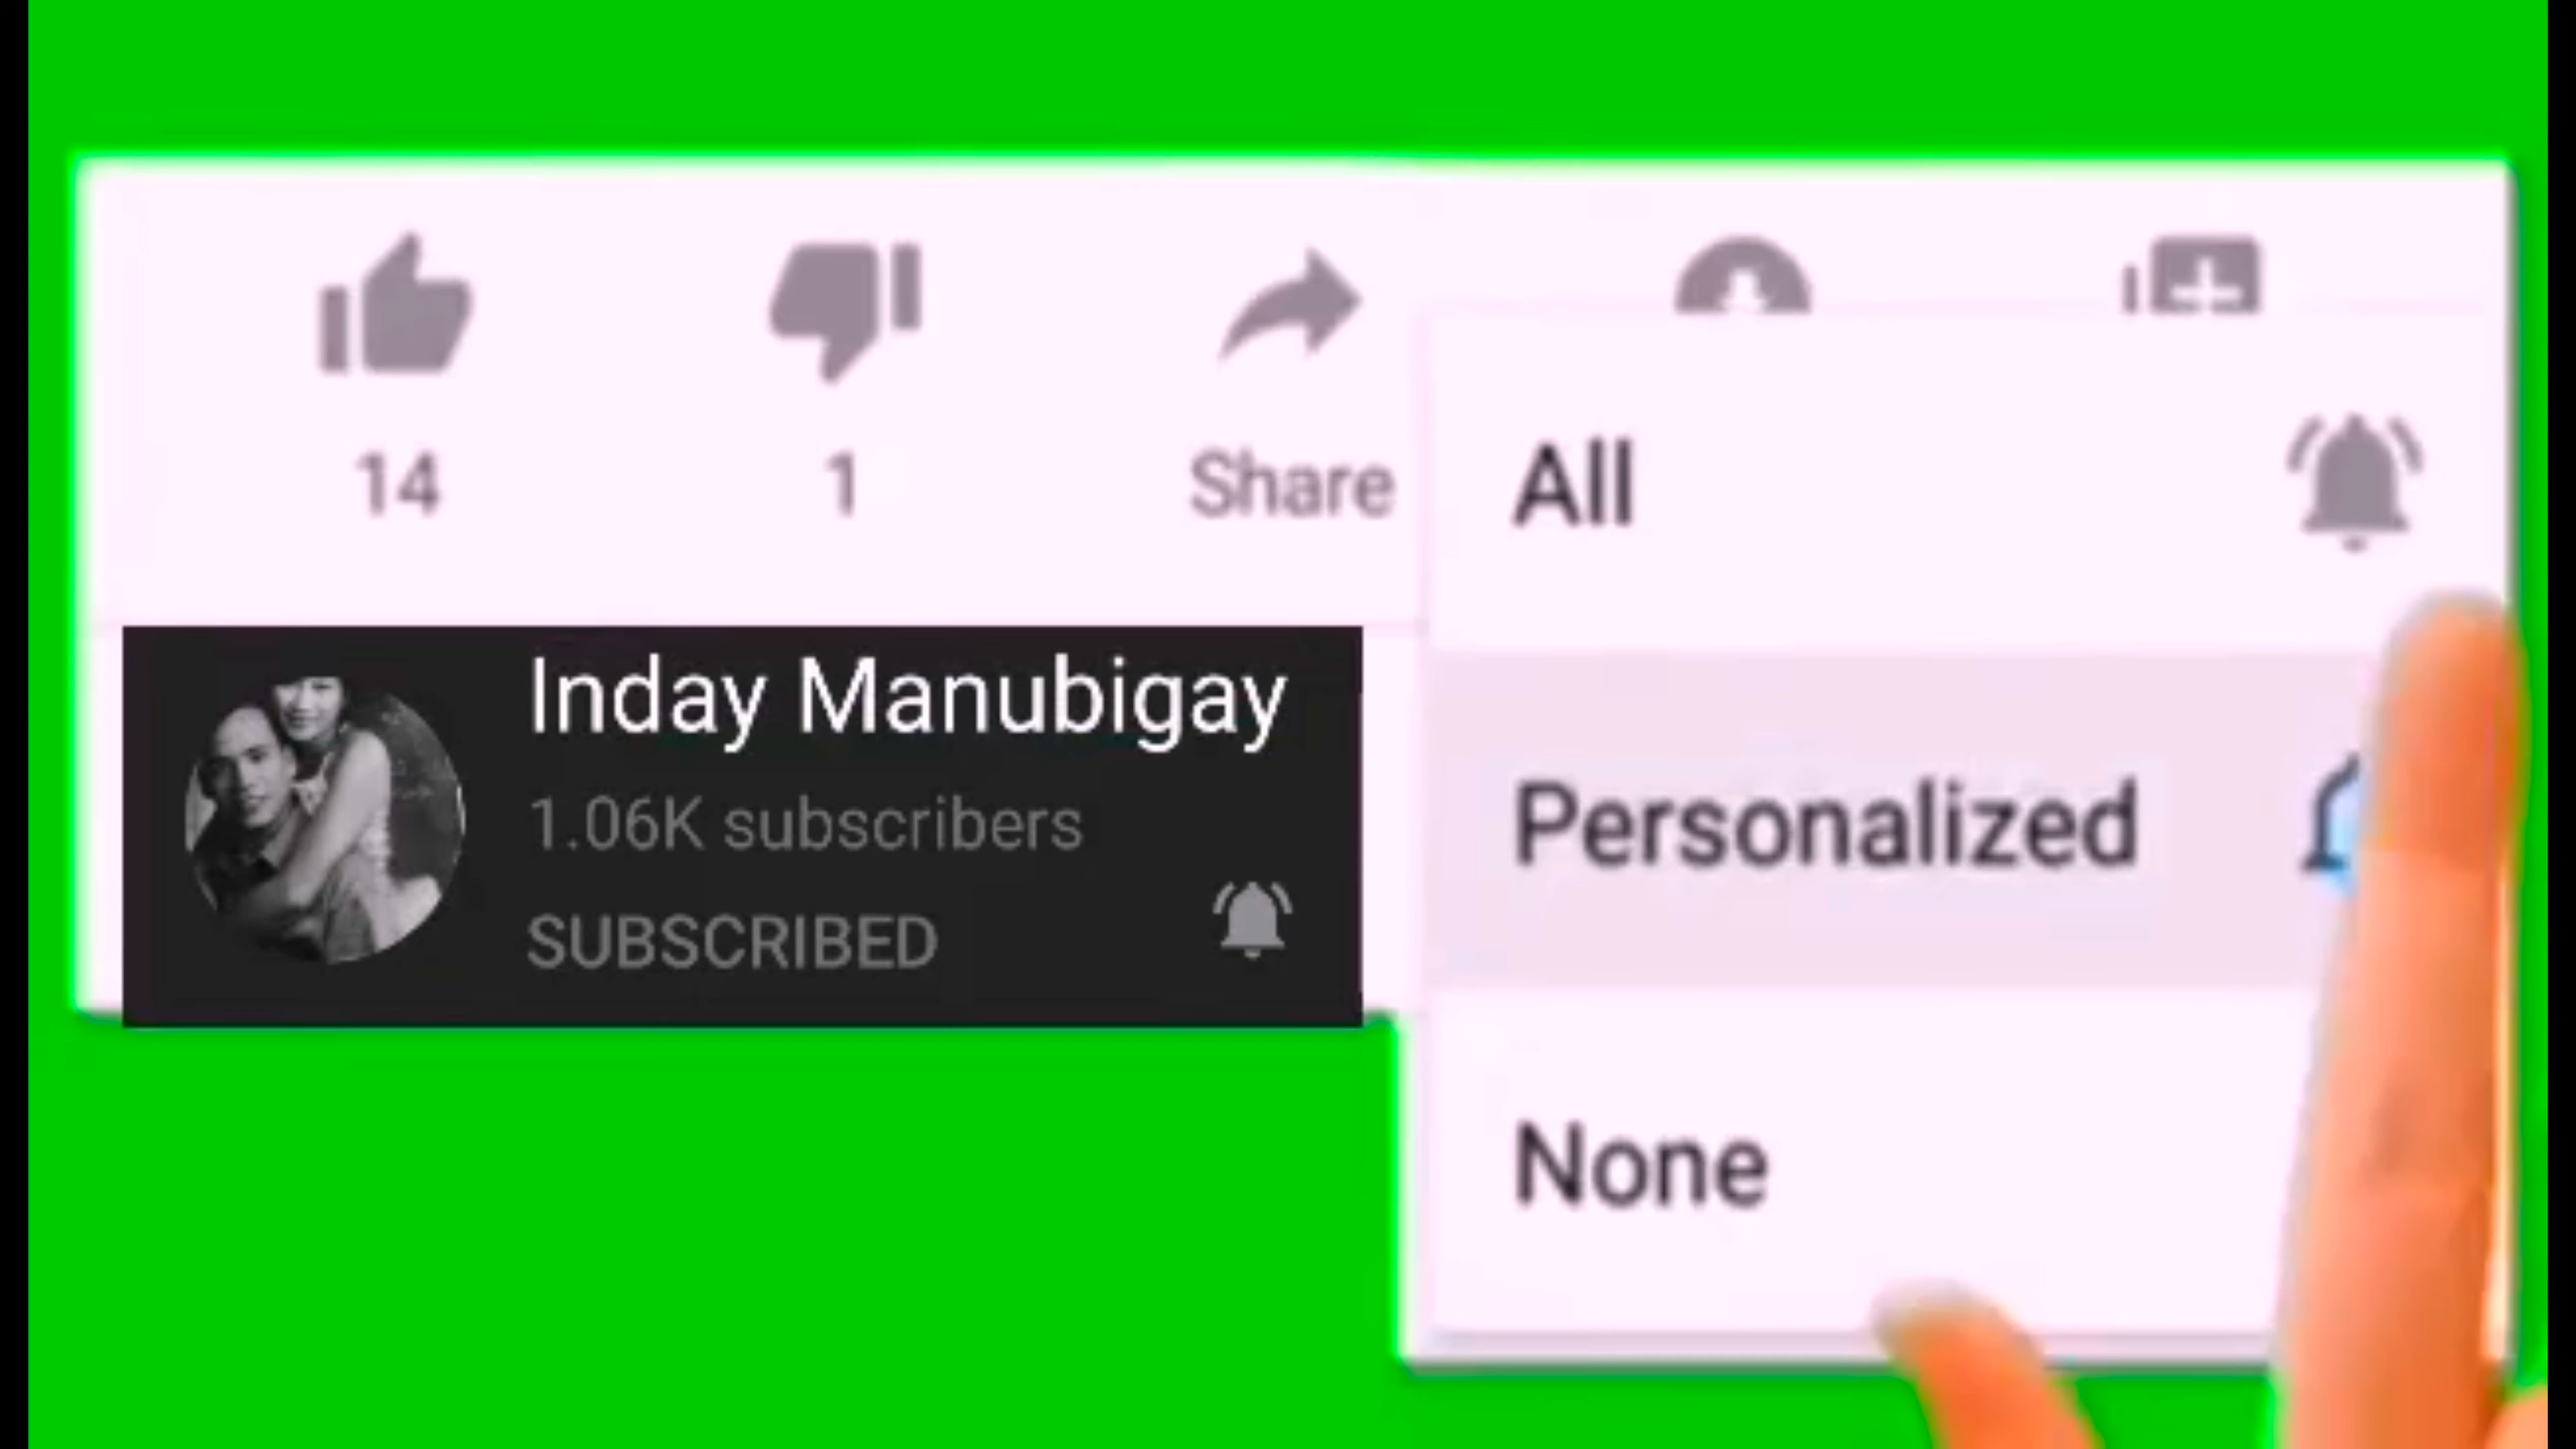 14
1
Share
Inday Manubigay
1.06K subscribers
SUBSCRIBED
All
Personalized
None